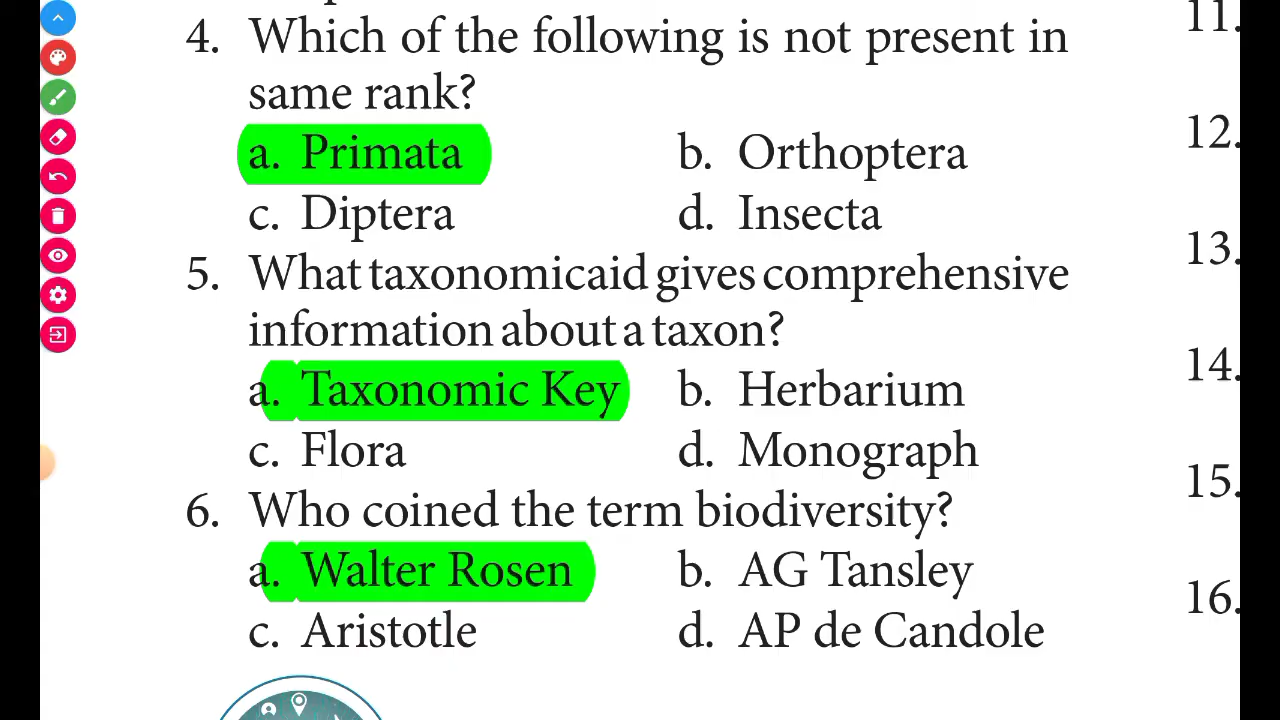 4. Which of the following is not present in
same rank?
a. Primata b. Orthoptera
c. Diptera d. Insecta
5. What taxonomicaid gives comprehensive
information about a taxon?
a. Taxonomic Key b. Herbarium
c. Flora d. Monograph
6. Who coined the term biodiversity?
a. Walter Rosen b. AG Tansley
c. Aristotle d. AP de Candole
11.
12.
13.
14.
15.
16.